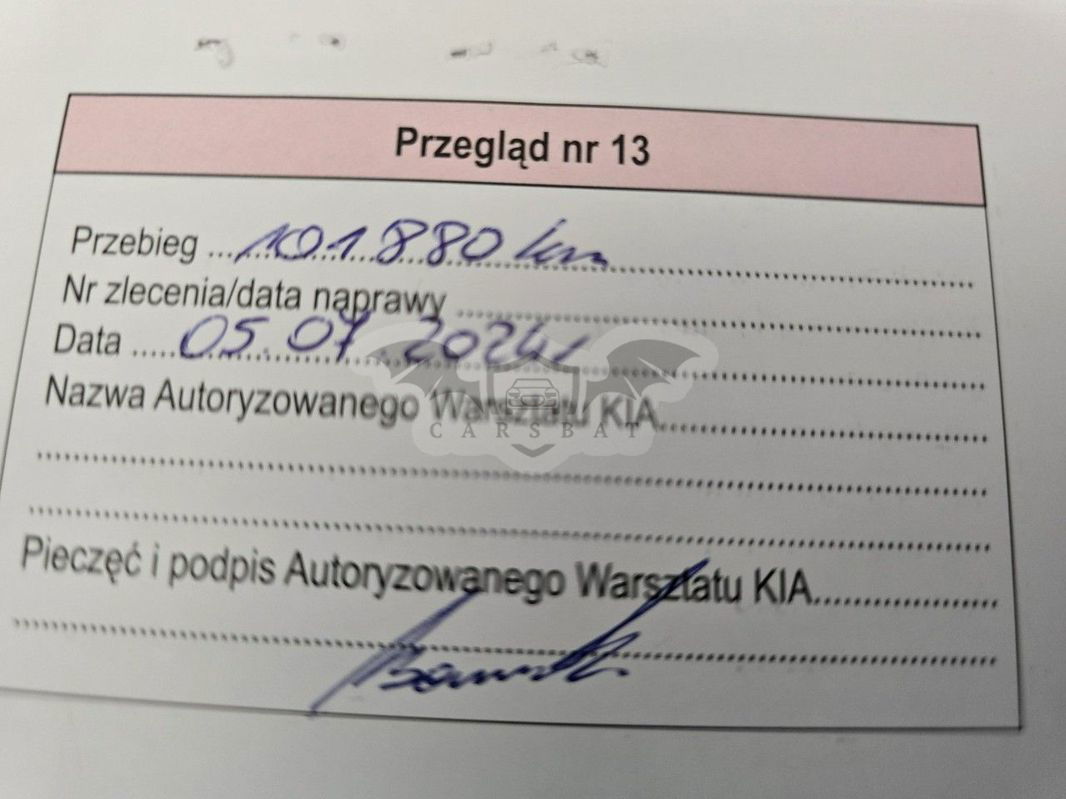 Przegląd nr 13
Przebieg ...101.880 km...
Nr zlecenia/data naprawy ...
Data ...05.07.2024r...
Nazwa Autoryzowanego Warsztatu KIA...
CARSBAT
Pieczęć i podpis Autoryzowanego Warsztatu KIA...